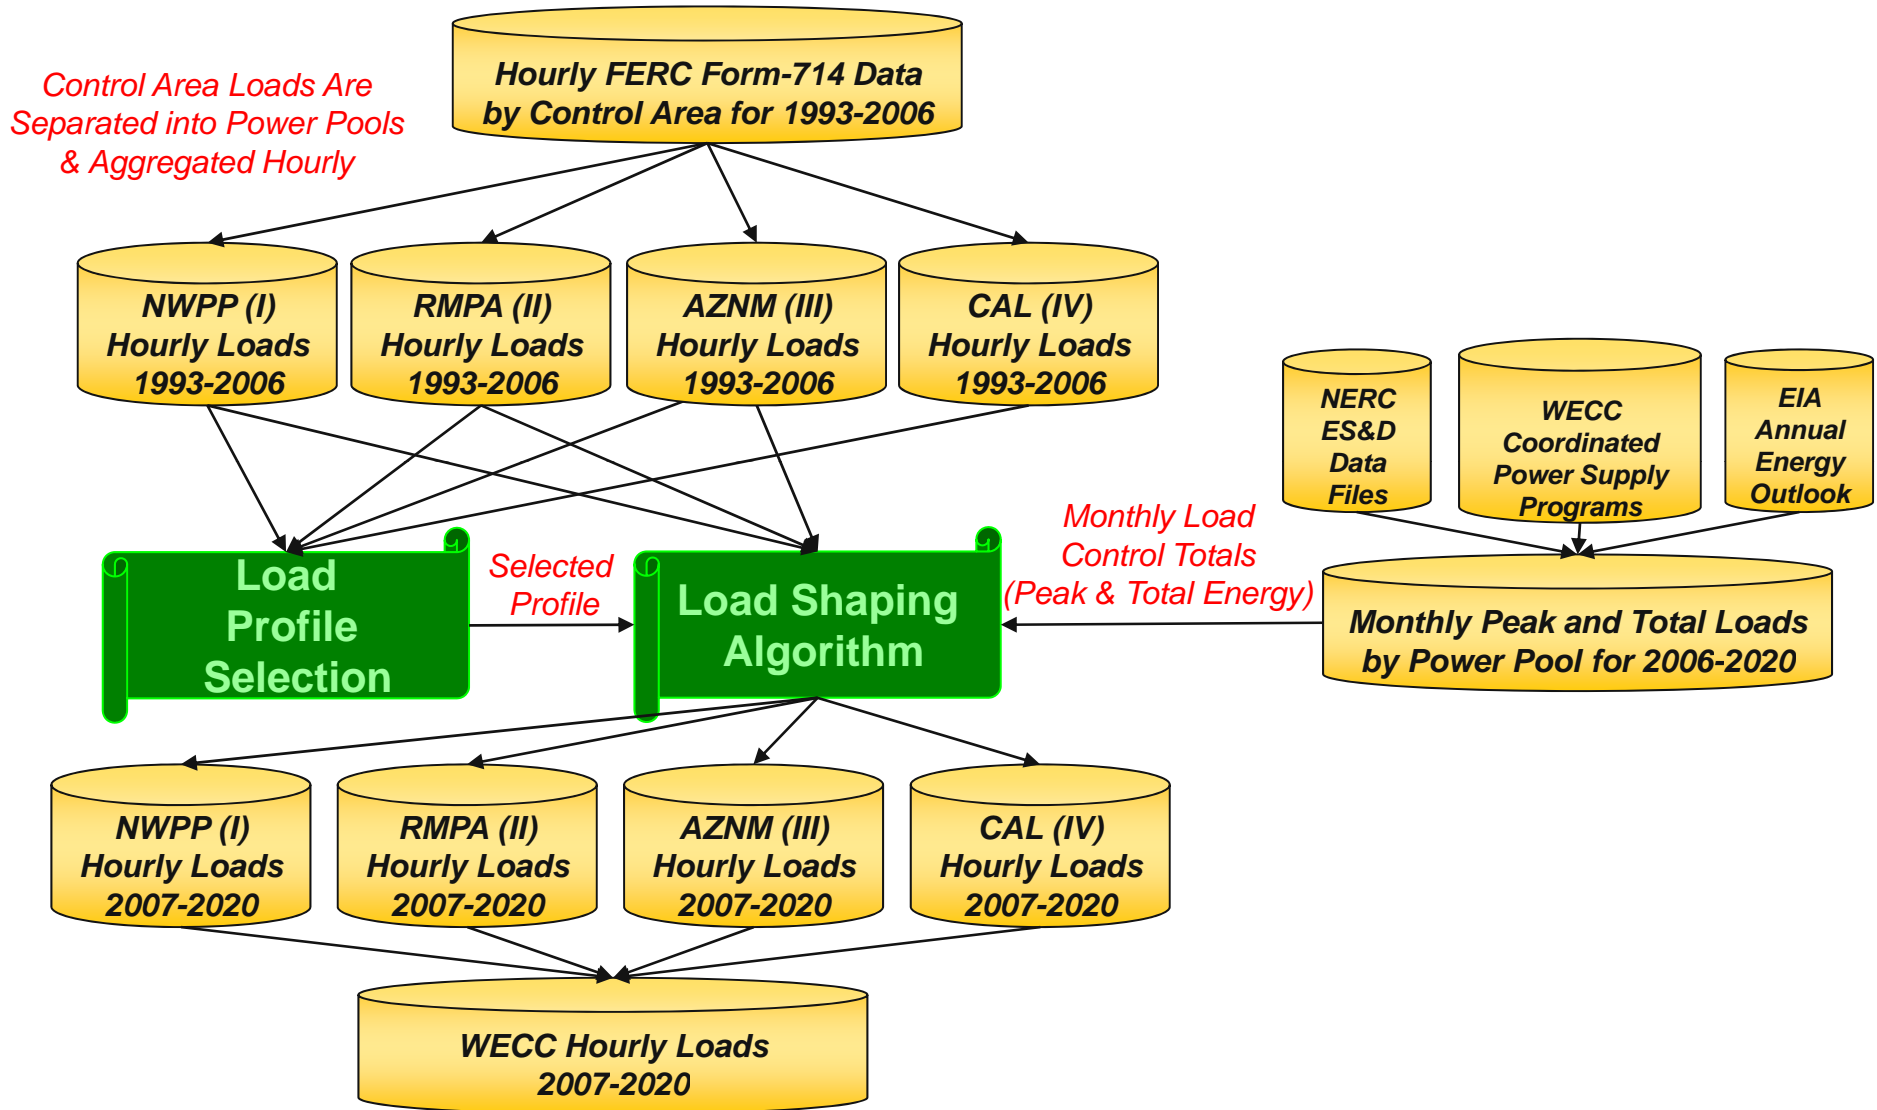 Hourly FERC Form-714 Data
by Control Area for 1993-2006
Control Area Loads Are
Separated into Power Pools
& Aggregated Hourly
NWPP (I)
Hourly Loads
1993-2006
RMPA (II)
Hourly Loads
1993-2006
AZNM (III)
Hourly Loads
1993-2006
CAL (IV)
Hourly Loads
1993-2006
NERC
ES&D
Data
Files
WECC
Coordinated
Power Supply
Programs
EIA
Annual
Energy
Outlook
Load
Profile
Selection
Selected
Profile
Load Shaping
Algorithm
Monthly Load
Control Totals
(Peak & Total Energy)
Monthly Peak and Total Loads
by Power Pool for 2006-2020
NWPP (I)
Hourly Loads
2007-2020
RMPA (II)
Hourly Loads
2007-2020
AZNM (III)
Hourly Loads
2007-2020
CAL (IV)
Hourly Loads
2007-2020
WECC Hourly Loads
2007-2020